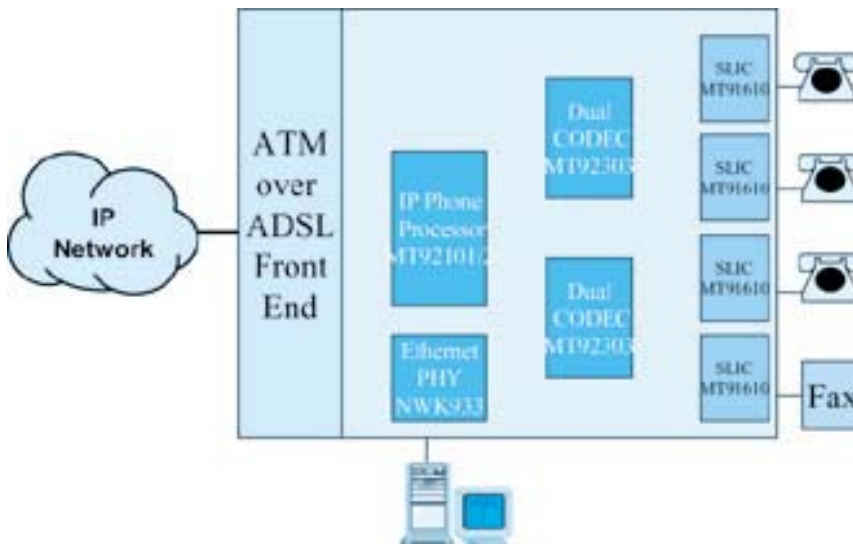 IP
Network
ATM
over
ADSL
Front
End
IP Phone
Processor
MT92101/2
Ethernet
PHY
NWK933
Dual
CODEC
MT92303
Dual
CODEC
MT92303
SLIC
MT91610
SLIC
MT91610
SLIC
MT91610
SLIC
MT91610
Fax